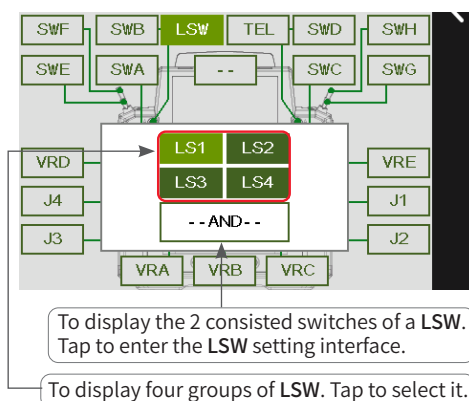 SWF SWB LSW TEL SWD SWH
SWE SWA -- SWC SWG
LS1 LS2
VRD VRE
LS3 LS4
J4 J1
--AND--
J3 J2
VRA VRB VRC
To display the 2 consisted switches of a LSW.
Tap to enter the LSW setting interface.
To display four groups of LSW. Tap to select it.